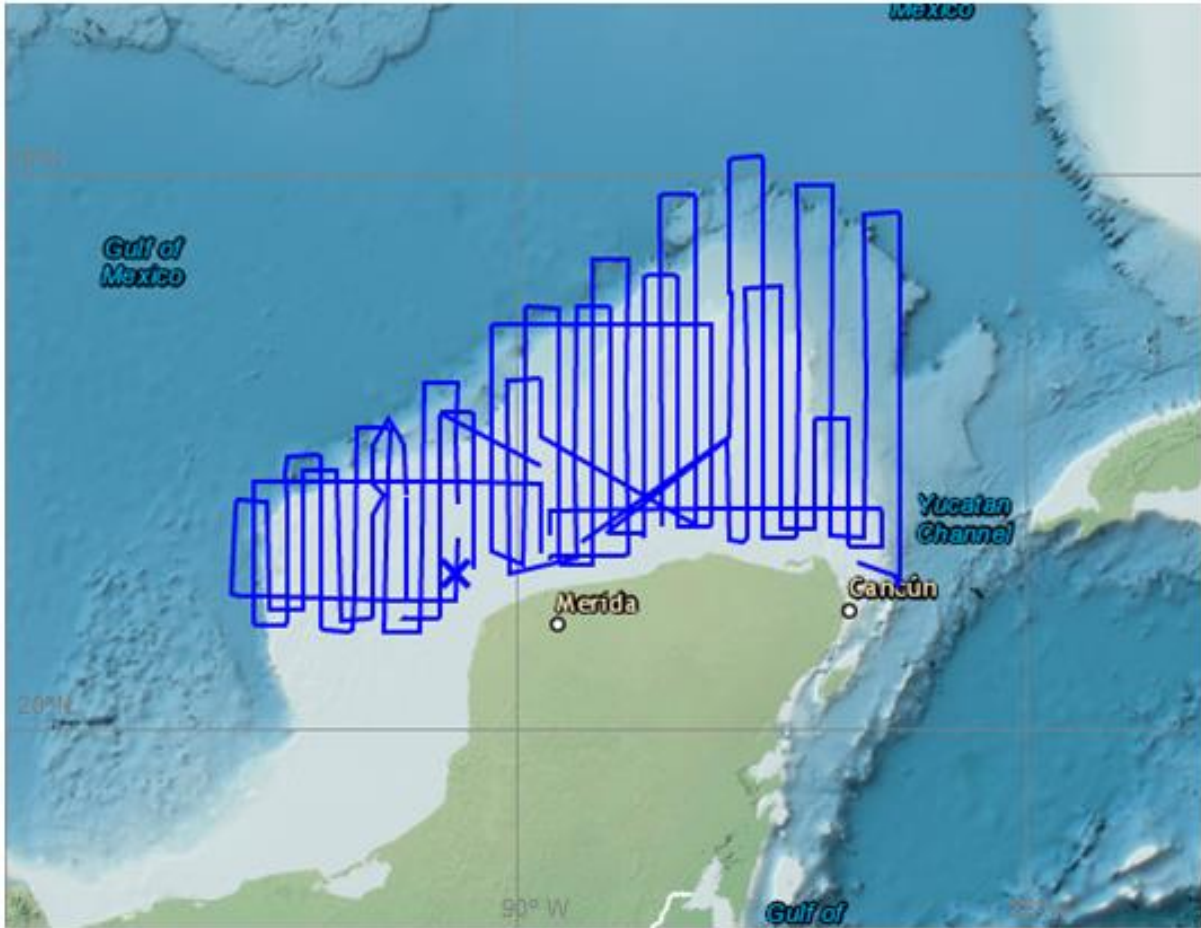 Mexico
Gulf of
Mexico
Yucatan
Channel
Cancún
Merida
20°N
90° W
Gulf of